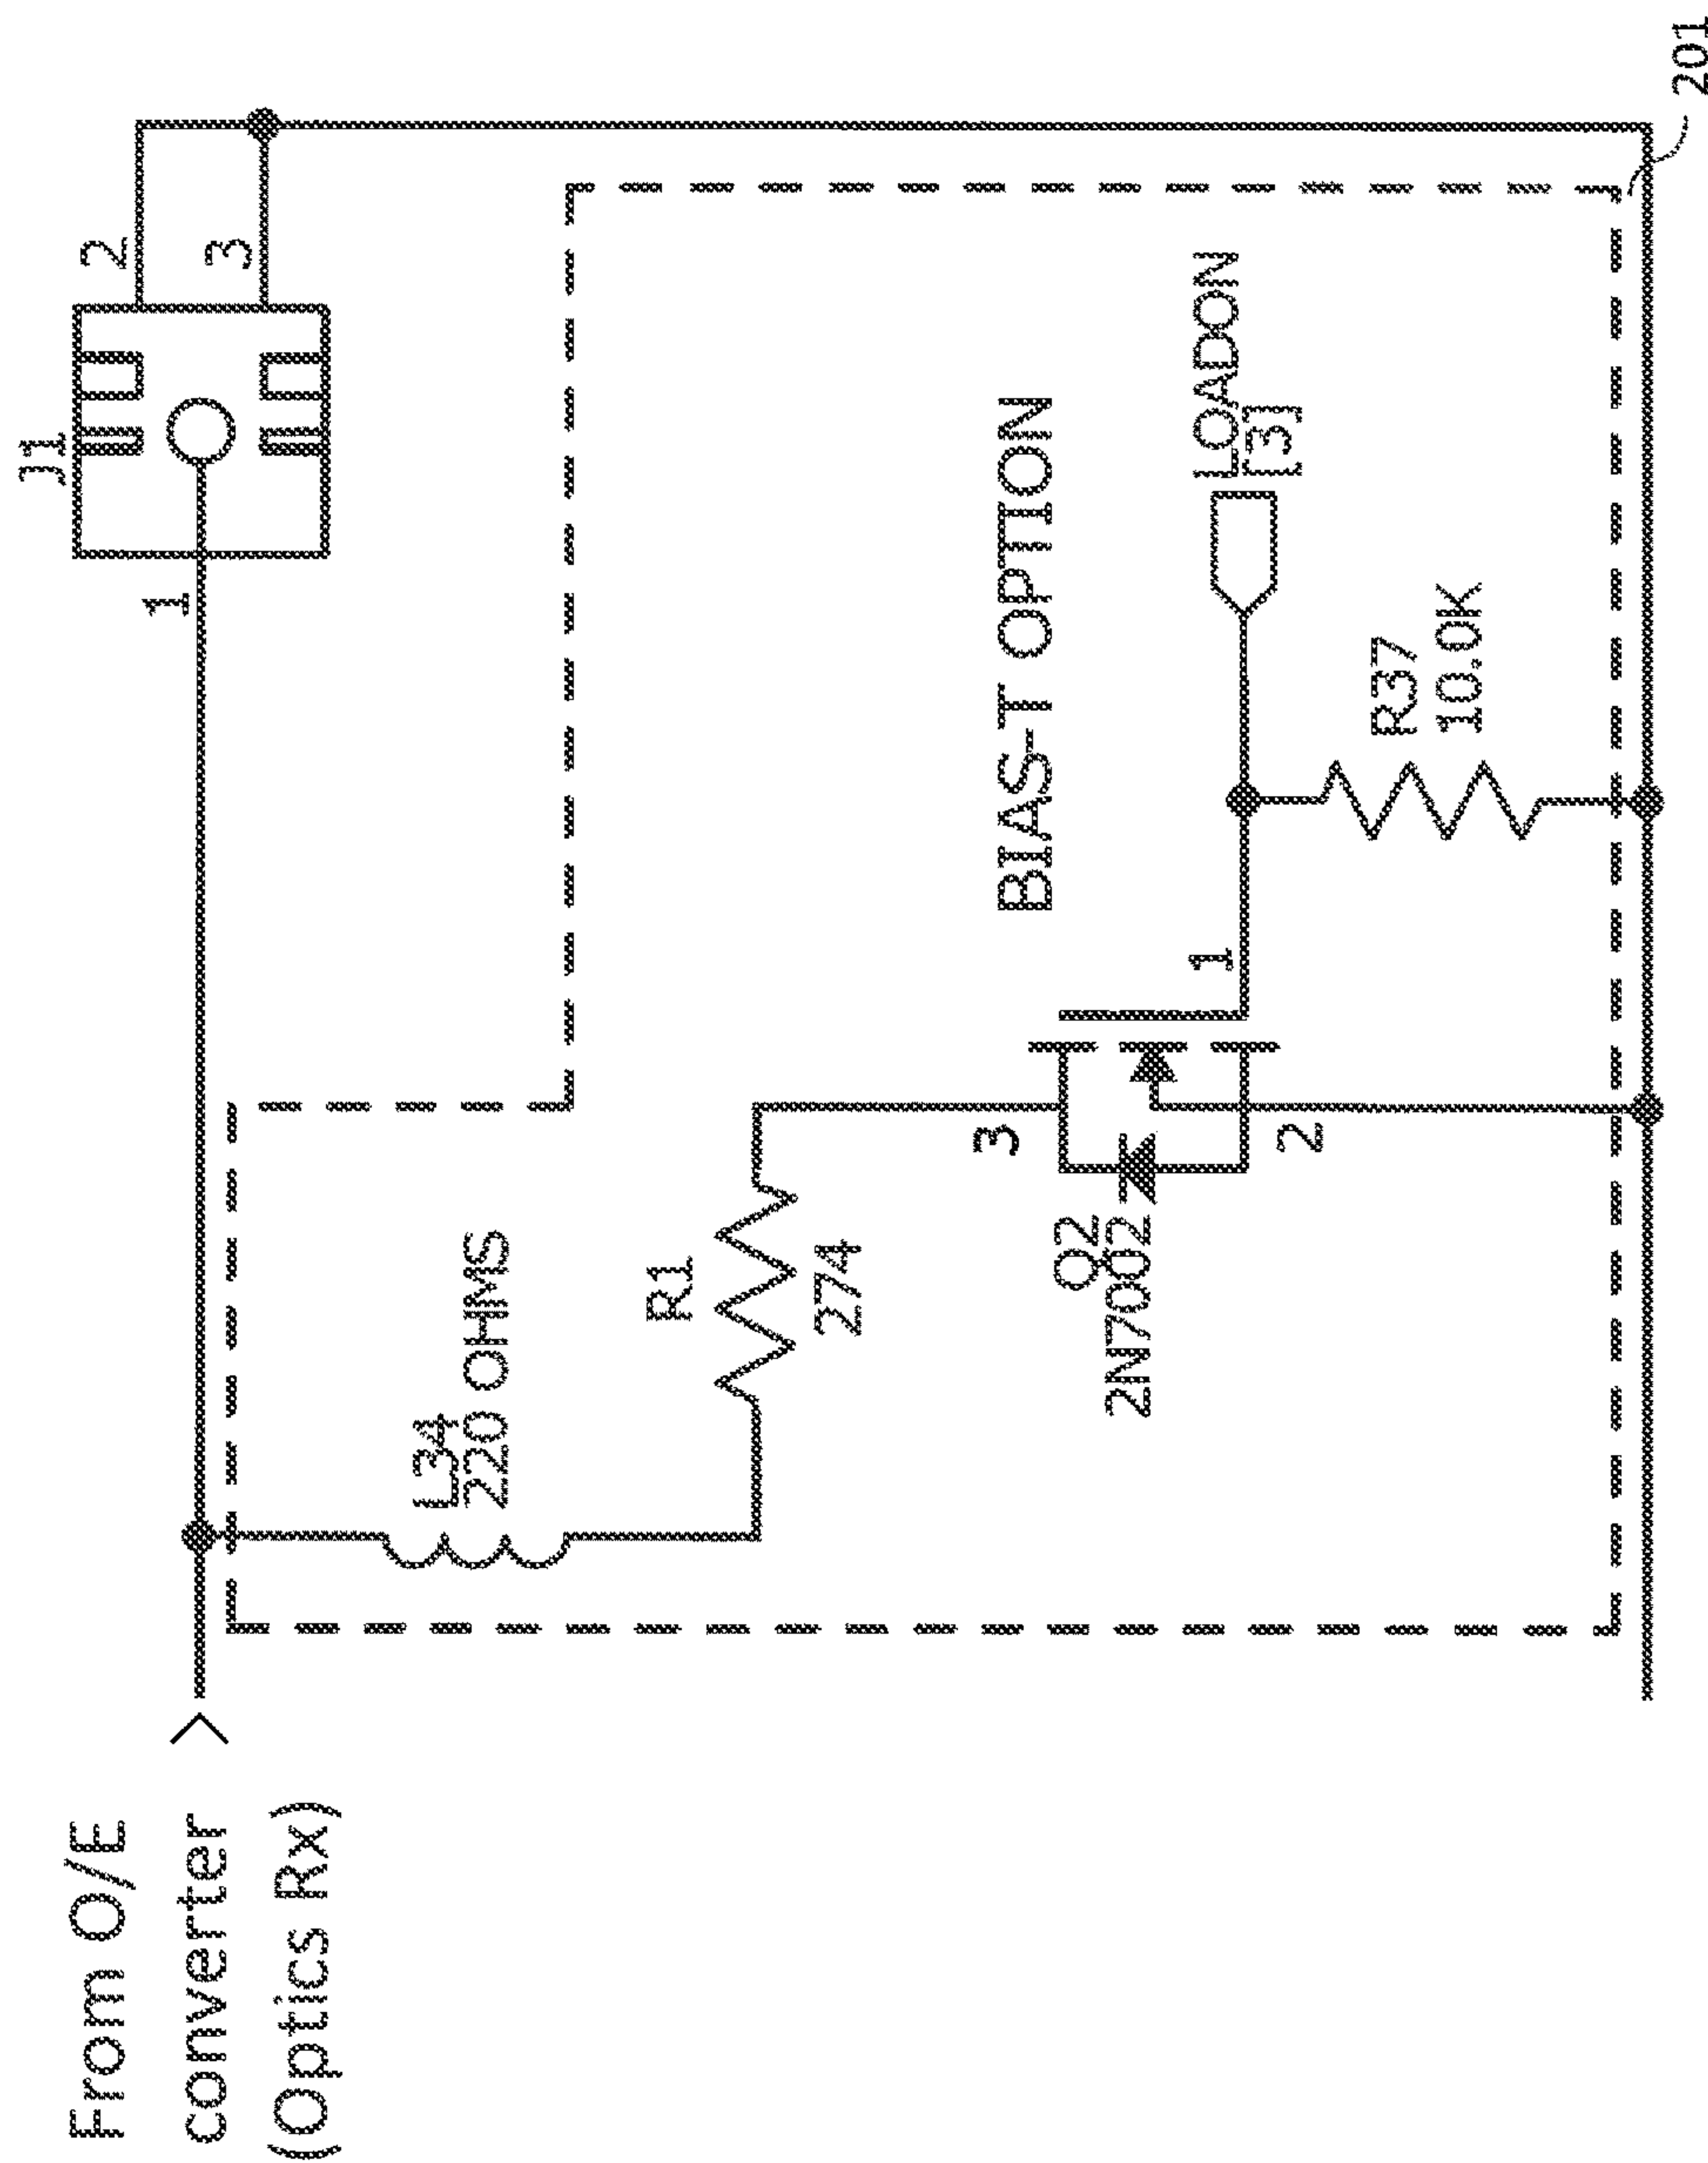 From O/E
converter
(Optics Rx)
>
J1
1
2
3
L34
220 OHMS
R1
274
3
2
1
Q2
2N7002
BIAS-T OPTION
LOADON
[3]
R37
10.0K
201